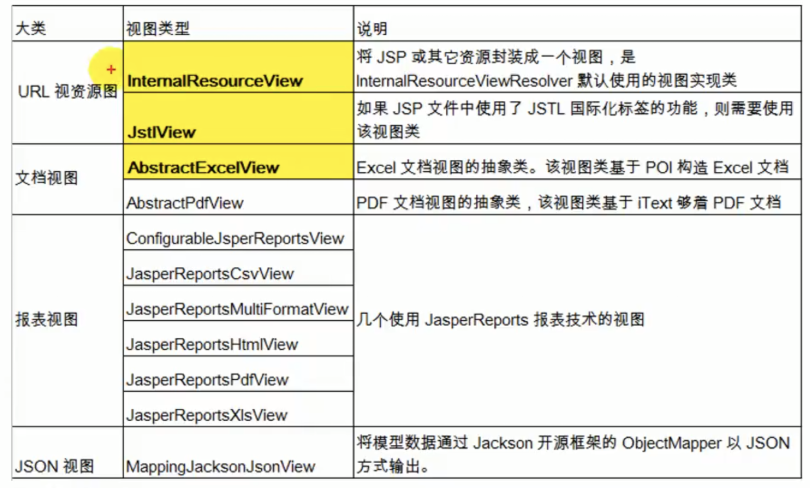 大类 视图类型 说明
将 JSP 或其它资源封装成一个视图，是
InternalResourceView
InternalResourceViewResolver 默认使用的视图实现类
URL 视资源图
如果 JSP 文件中使用了 JSTL 国际化标签的功能，则需要使用
JstlView
该视图类
文档视图
AbstractExcelView Excel 文档视图的抽象类。该视图类基于 POI 构造 Excel 文档
AbstractPdfView PDF 文档视图的抽象类，该视图类基于 iText 够着 PDF 文档
报表视图
ConfigurableJsperReportsView
JasperReportsCsvView
JasperReportsMultiFormatView
几个使用 JasperReports 报表技术的视图
JasperReportsHtmlView
JasperReportsPdfView
JasperReportsXlsView
将模型数据通过 Jackson 开源框架的 ObjectMapper 以 JSON
JSON 视图 MappingJacksonJsonView
方式输出。